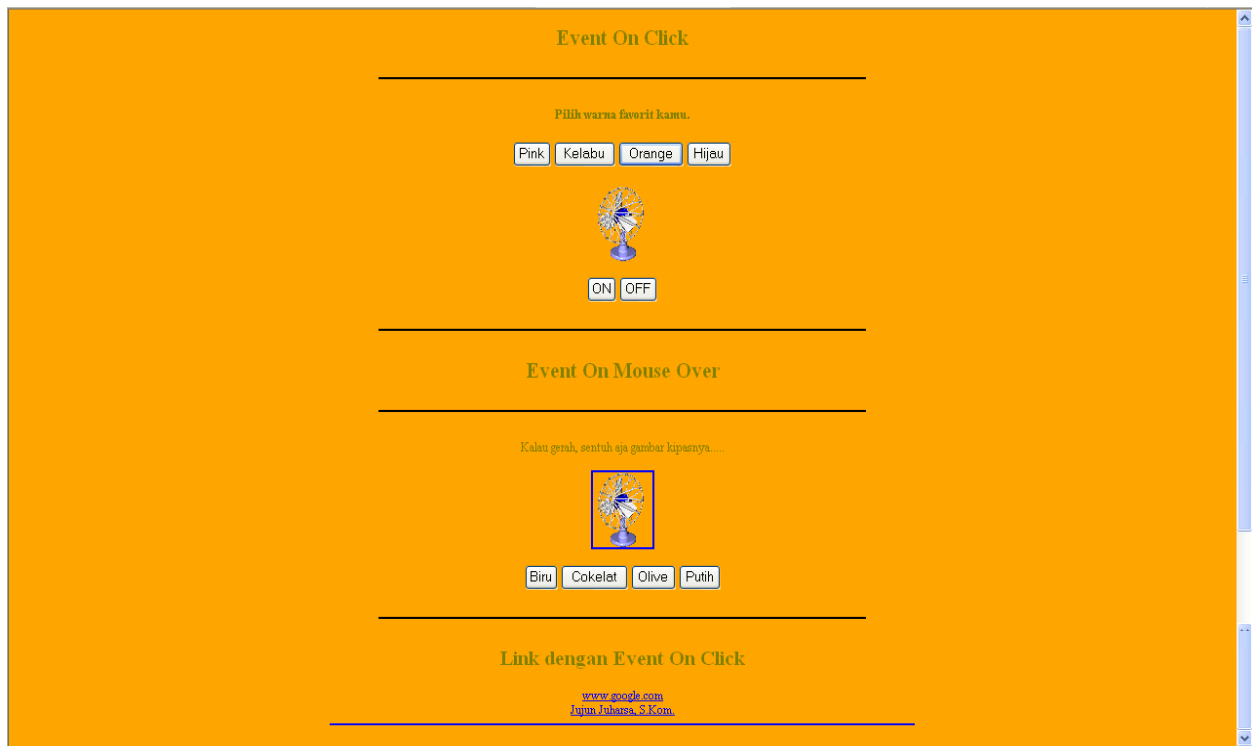 Event On Click
Pilih warna favorit kamu.
Pink Kelabu Orange Hijau
ON OFF
Event On Mouse Over
Kalau gerah, sentuh aja gambar kipasnya.....
Biru Cokelat Olive Putih
Link dengan Event On Click
www.google.com
Jujun Juharsa, S.Kom.